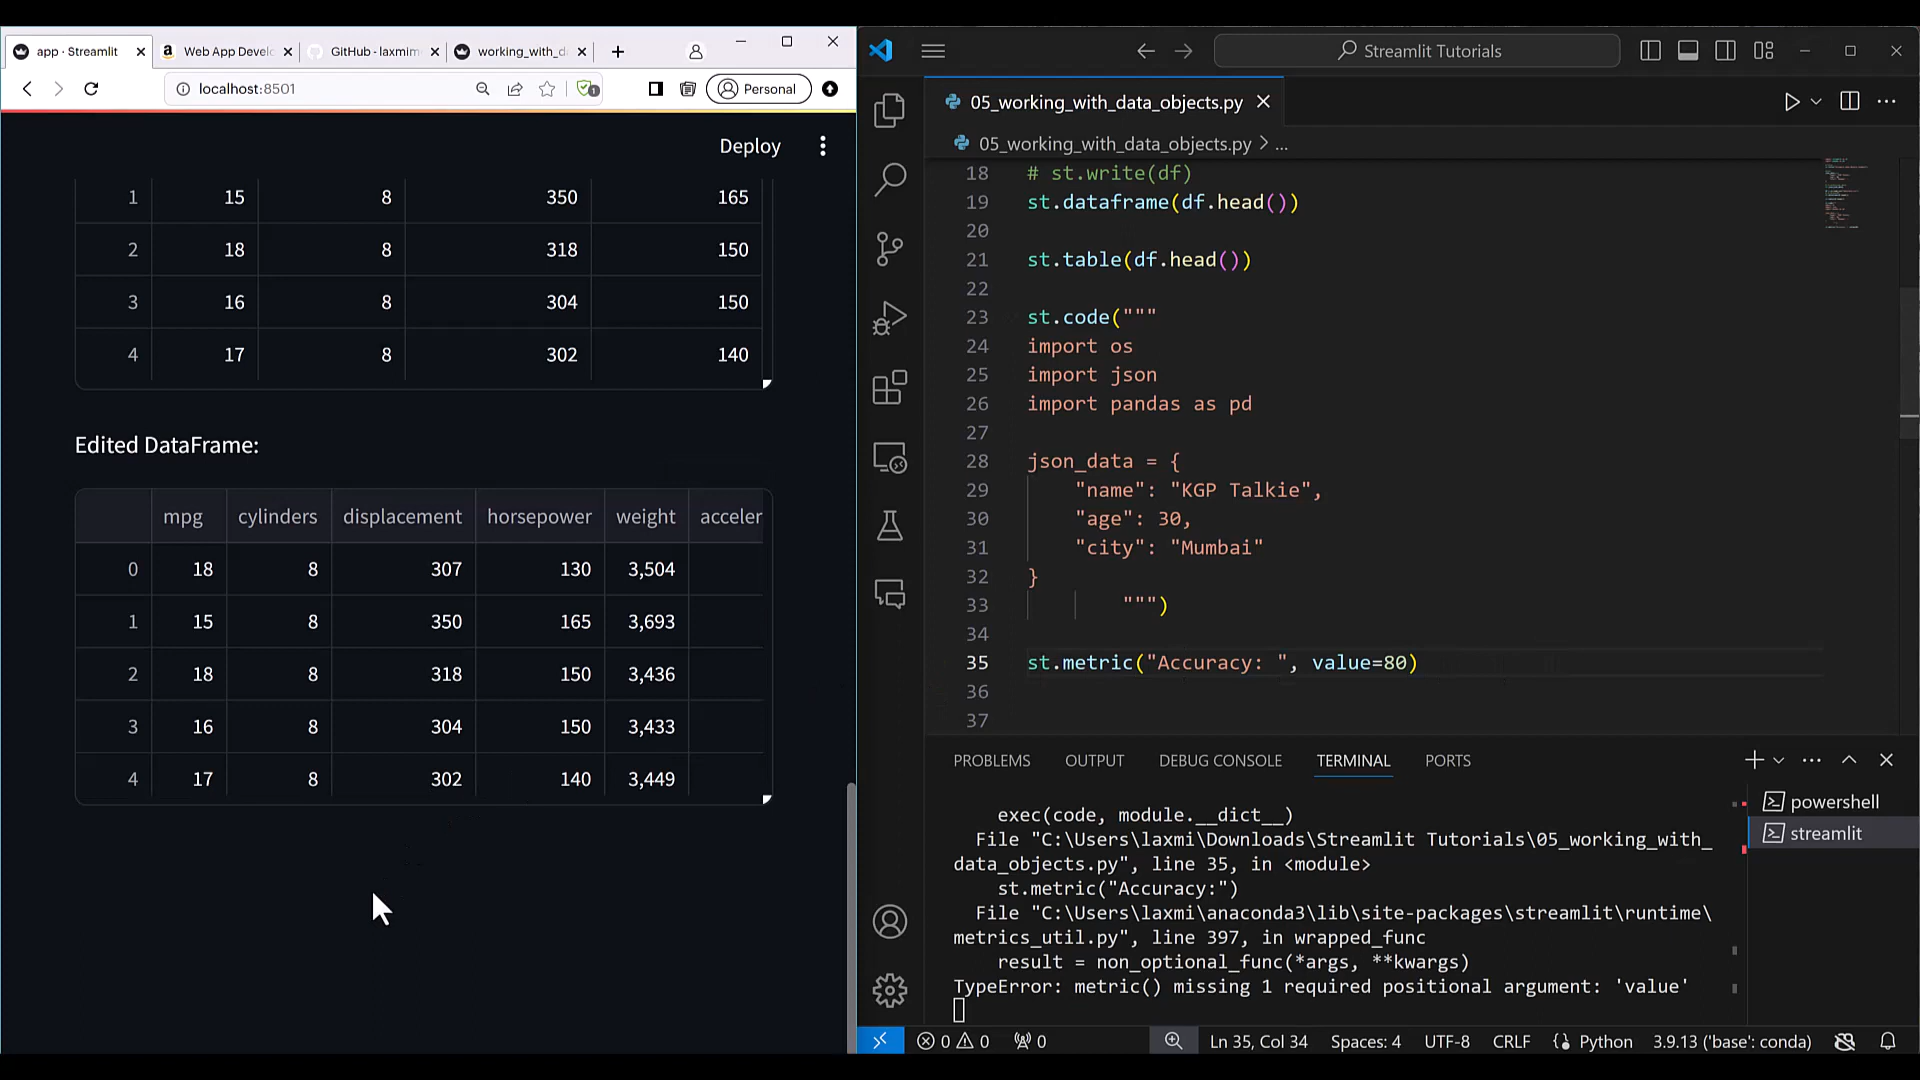 app · Streamlit
Web App Develo
GitHub - laxmim
working_with_da
localhost:8501
1
Personal
Deploy
1 15 8 350 165
2 18 8 318 150
3 16 8 304 150
4 17 8 302 140
Edited DataFrame:
mpg cylinders displacement horsepower weight acceler
0 18 8 307 130 3,504
1 15 8 350 165 3,693
2 18 8 318 150 3,436
3 16 8 304 150 3,433
4 17 8 302 140 3,449
Streamlit Tutorials
05_working_with_data_objects.py
05_working_with_data_objects.py > ...
18 # st.write(df)
19 st.dataframe(df.head())
20
21 st.table(df.head())
22
23 st.code("""
24 import os
25 import json
26 import pandas as pd
27
28 json_data = {
29 "name": "KGP Talkie",
30 "age": 30,
31 "city": "Mumbai"
32 }
33 """)
34
35 st.metric("Accuracy: ", value=80)
36
37
PROBLEMS OUTPUT DEBUG CONSOLE TERMINAL PORTS
exec(code, module.__dict__)
File "C:\Users\laxmi\Downloads\Streamlit Tutorials\05_working_with_
data_objects.py", line 35, in <module>
st.metric("Accuracy:")
File "C:\Users\laxmi\anaconda3\lib\site-packages\streamlit\runtime\
metrics_util.py", line 397, in wrapped_func
result = non_optional_func(*args, **kwargs)
TypeError: metric() missing 1 required positional argument: 'value'
powershell
streamlit
0 0 0 Ln 35, Col 34 Spaces: 4 UTF-8 CRLF Python 3.9.13 ('base': conda)